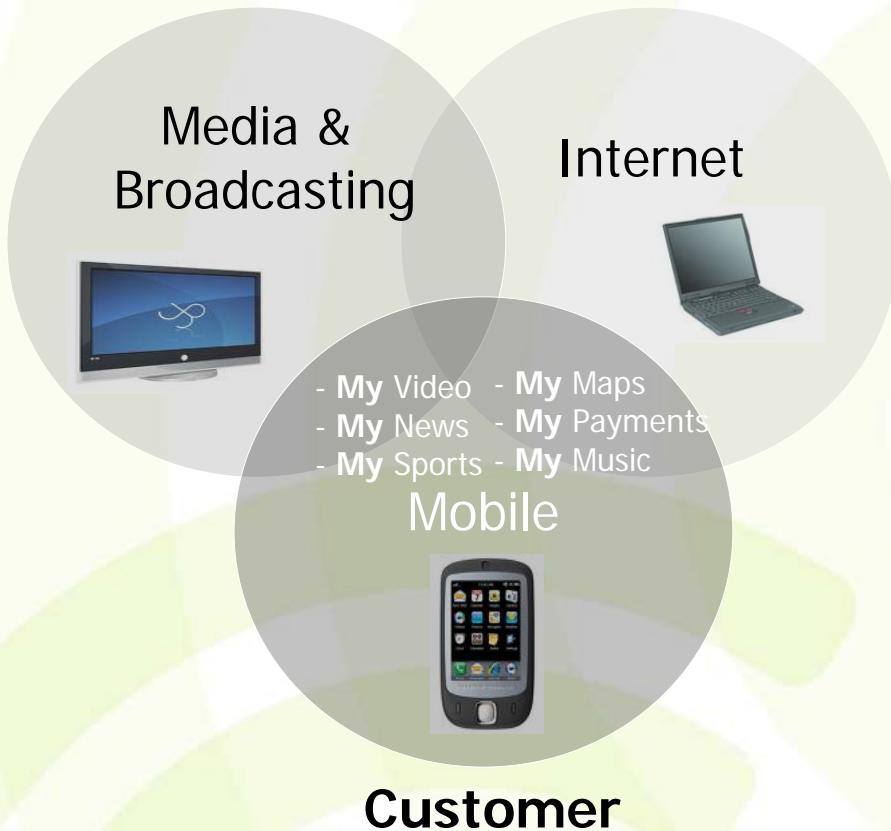 Media &
Broadcasting
Internet
- My Video
- My News
- My Sports
- My Maps
- My Payments
- My Music
Mobile
Customer